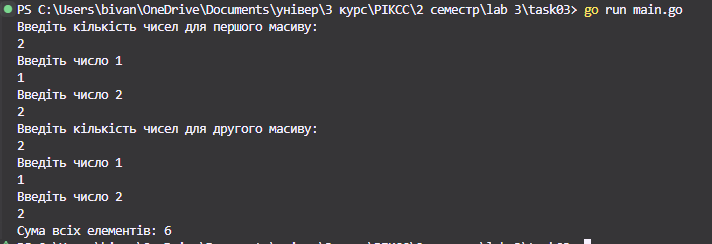 PS C:\Users\bivan\OneDrive\Documents\універ\3 курс\РІКСС\2 семестр\lab 3\task03> go run main.go
Введіть кількість чисел для першого масиву:
2
Введіть число 1
1
Введіть число 2
2
Введіть кількість чисел для другого масиву:
2
Введіть число 1
1
Введіть число 2
2
Сума всіх елементів: 6